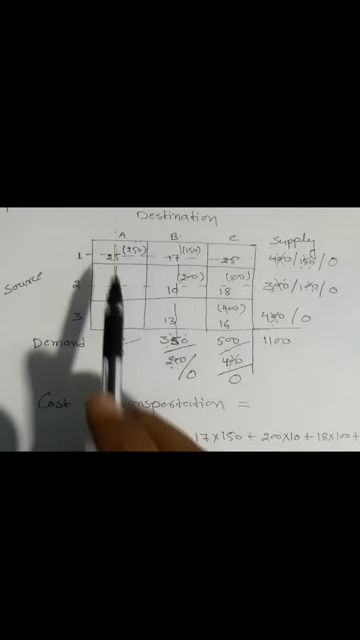 Destination
A B C Supply
1 25 (250) 17 (150) 25 400/150/0
Source
2 10 (200) 18 (100) 300/100/0
3 13 16 (400) 400/0
Demand 350 500 1100
200/0 400
0
Cost transportation =
17×150 + 200×10 + 18×100 +